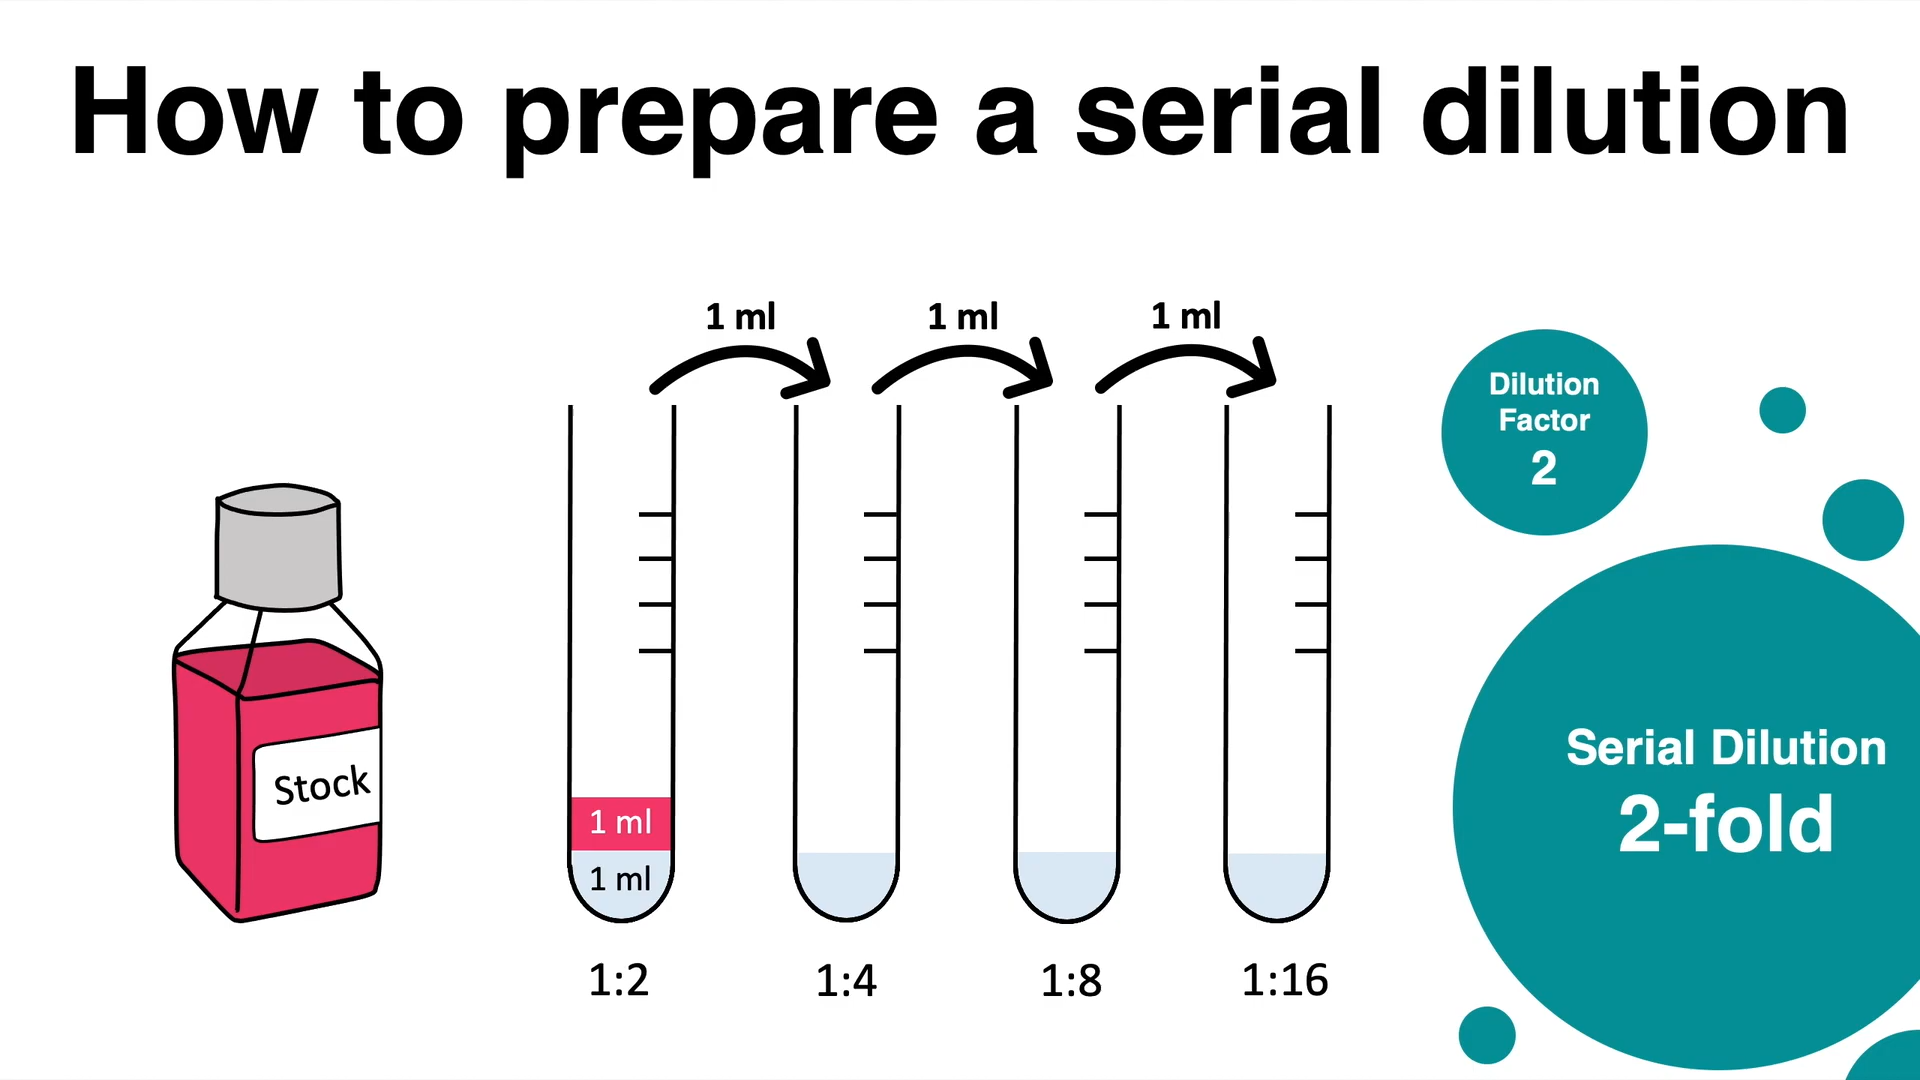 How to prepare a serial dilution
1 ml
1 ml
1 ml
Dilution
Factor
2
Stock
1 ml
1 ml
Serial Dilution
2-fold
1:2
1:4
1:8
1:16